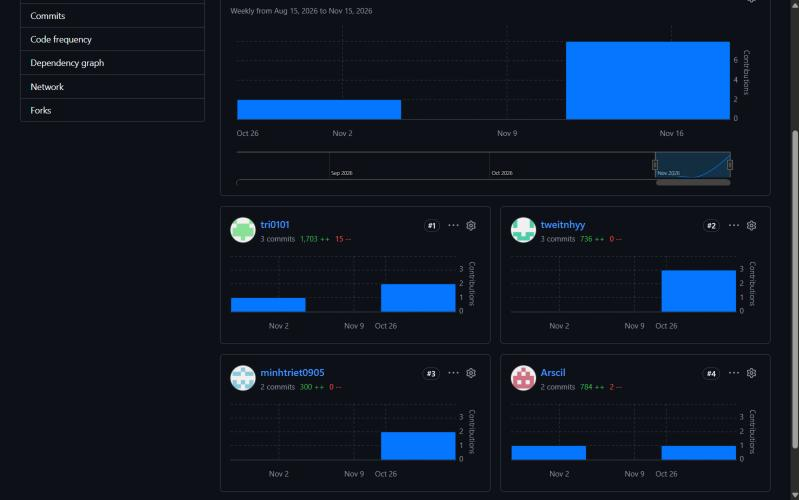 Commits
Code frequency
Dependency graph
Network
Forks
Weekly from Aug 15, 2026 to Nov 15, 2026
6
4
2
0
Contributions
Oct 26 Nov 2 Nov 9 Nov 16
Sep 2026 Oct 2026 Nov 2026
tri0101 #1
3 commits 1,703 ++ 15 --
3
2
1
0
Contributions
Nov 2 Nov 9 Oct 26
tweitnhyy #2
3 commits 736 ++ 0 --
3
2
1
0
Contributions
Nov 2 Nov 9 Oct 26
minhtriet0905 #3
2 commits 300 ++ 0 --
3
2
1
0
Contributions
Nov 2 Nov 9 Oct 26
Arscil #4
2 commits 784 ++ 2 --
3
2
1
0
Contributions
Nov 2 Nov 9 Oct 26